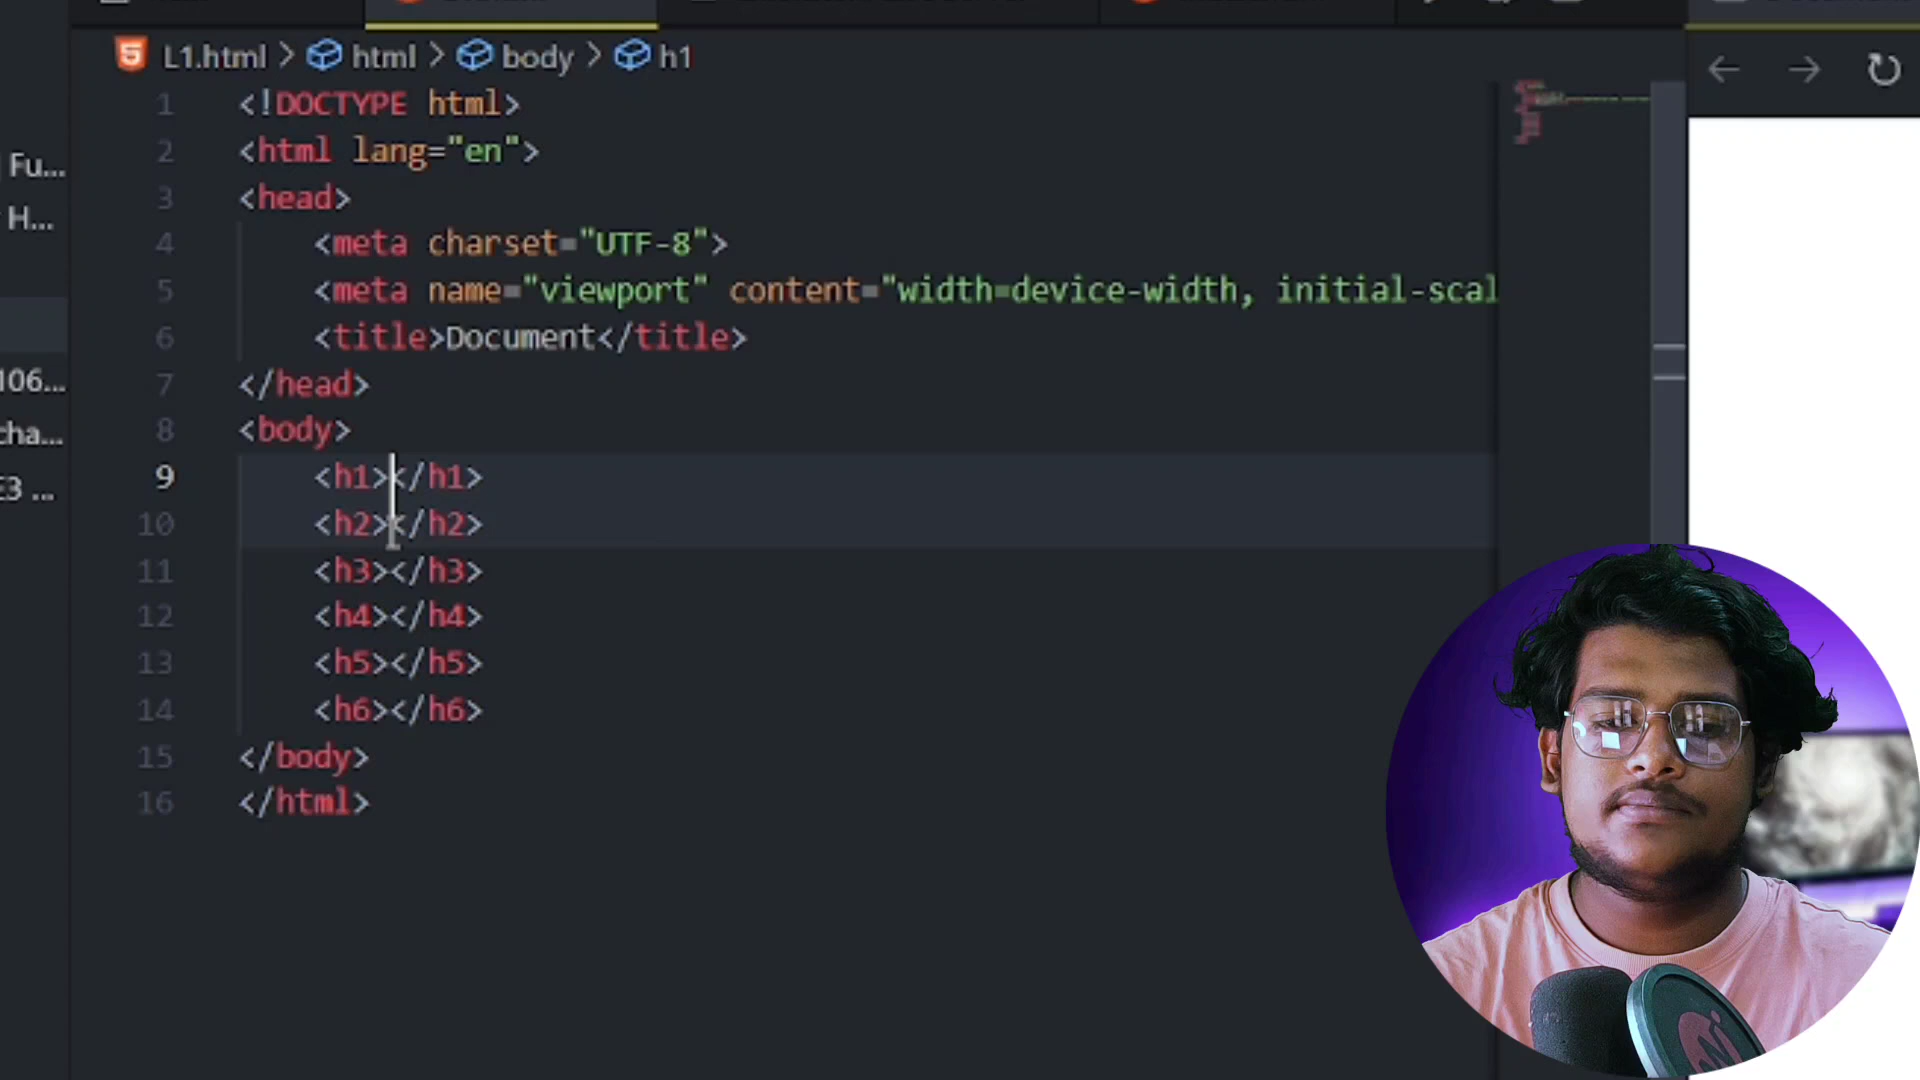 L1.html > html > body > h1
Fu...
H...
106...
cha...
E3 ...
1 <!DOCTYPE html>
2 <html lang="en">
3 <head>
4 <meta charset="UTF-8">
5 <meta name="viewport" content="width=device-width, initial-scal
6 <title>Document</title>
7 </head>
8 <body>
9 <h1></h1>
10 <h2></h2>
11 <h3></h3>
12 <h4></h4>
13 <h5></h5>
14 <h6></h6>
15 </body>
16 </html>